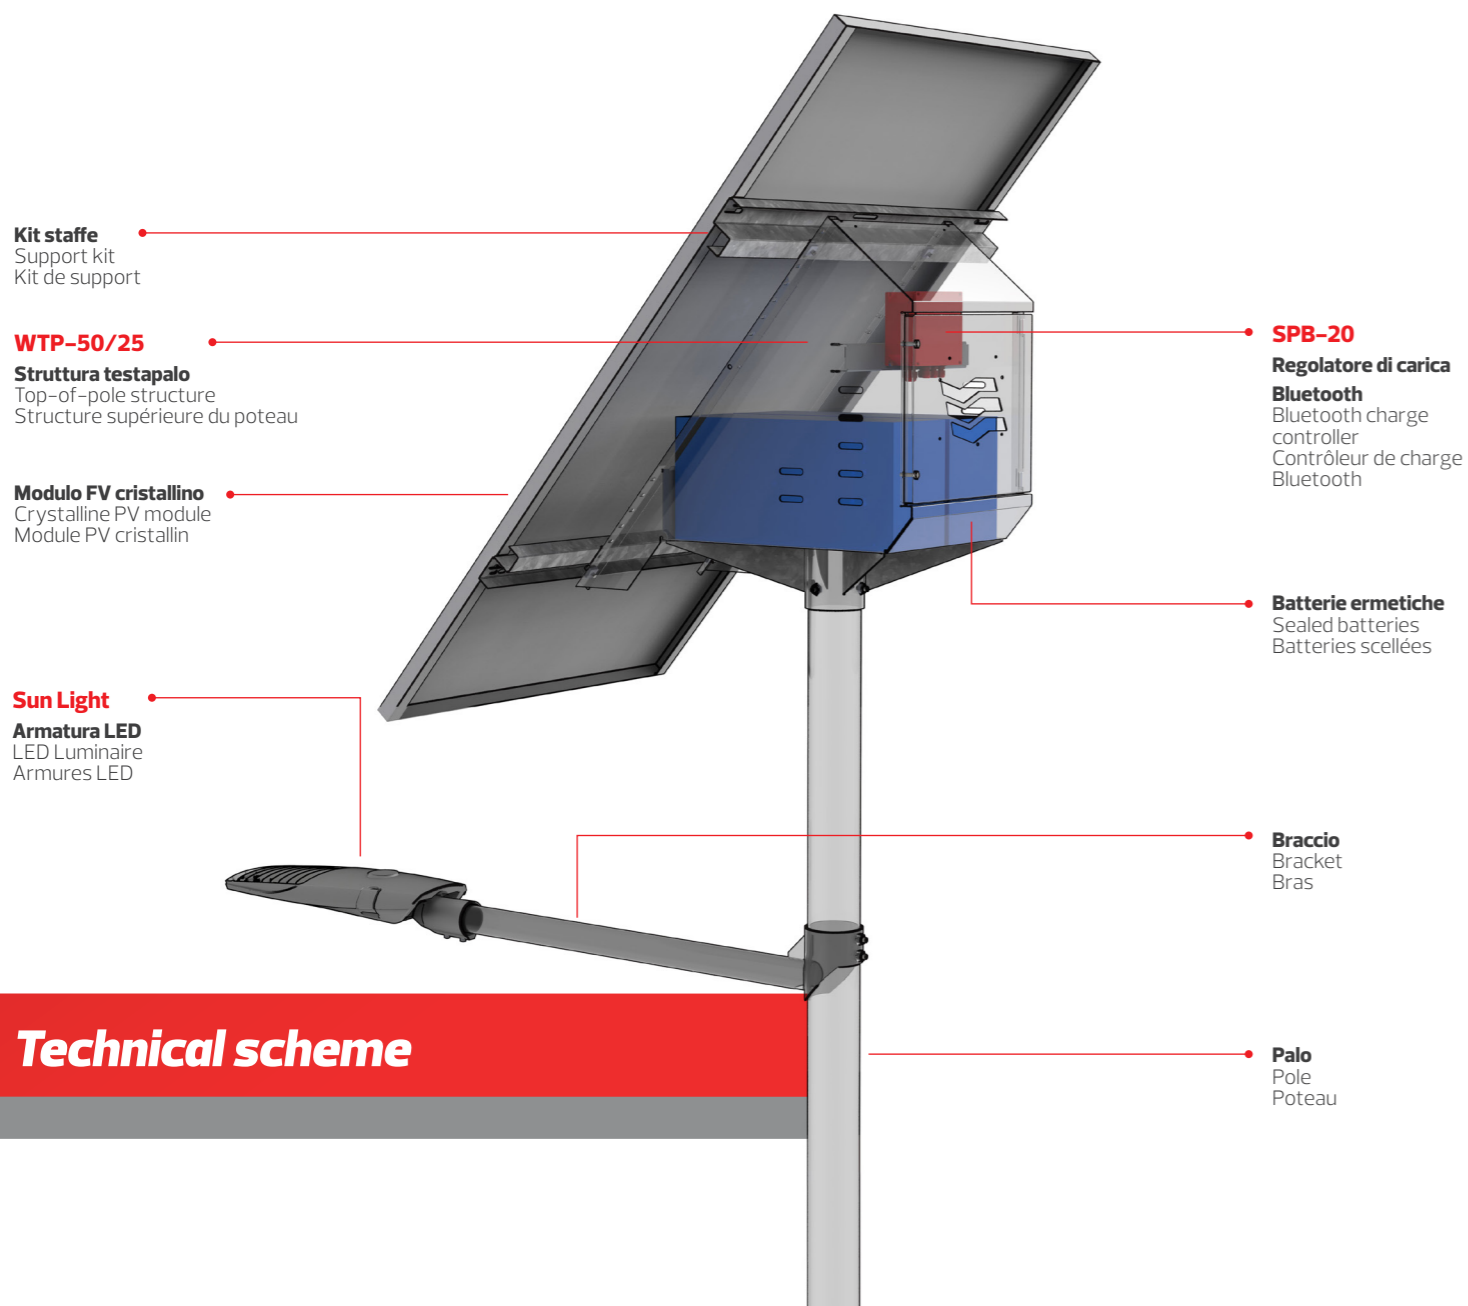 Kit staffe
Support kit
Kit de support
WTP-50/25
Struttura testapalo
Top-of-pole structure
Structure supérieure du poteau
Modulo FV cristallino
Crystalline PV module
Module PV cristallin
Sun Light
Armatura LED
LED Luminaire
Armures LED
SPB-20
Regolatore di carica
Bluetooth
Bluetooth charge
controller
Contrôleur de charge
Bluetooth
Batterie ermetiche
Sealed batteries
Batteries scellées
Braccio
Bracket
Bras
Technical scheme
Palo
Pole
Poteau